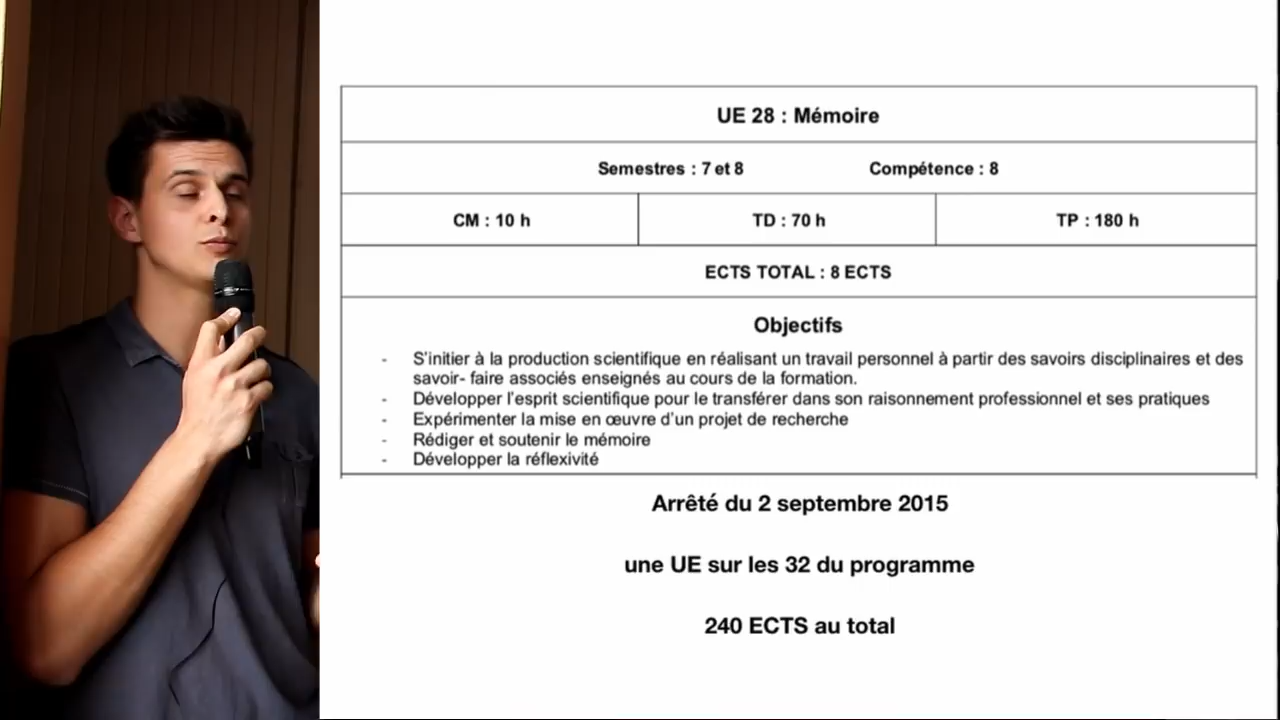 UE 28 : Mémoire
Semestres : 7 et 8 Compétence : 8
CM : 10 h TD : 70 h TP : 180 h
ECTS TOTAL : 8 ECTS
Objectifs
- S'initier à la production scientifique en réalisant un travail personnel à partir des savoirs disciplinaires et des
savoir- faire associés enseignés au cours de la formation.
- Développer l'esprit scientifique pour le transférer dans son raisonnement professionnel et ses pratiques
- Expérimenter la mise en œuvre d'un projet de recherche
- Rédiger et soutenir le mémoire
- Développer la réflexivité
Arrêté du 2 septembre 2015
une UE sur les 32 du programme
240 ECTS au total